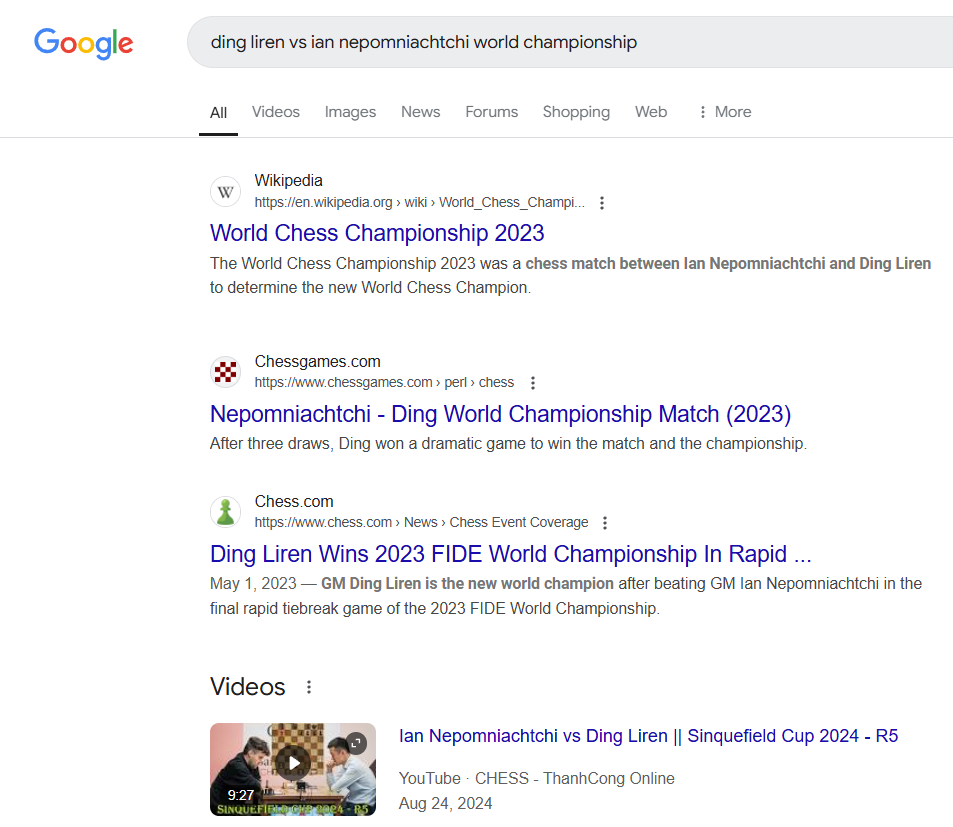 Google
ding liren vs ian nepomniachtchi world championship
All Videos Images News Forums Shopping Web More
W
Wikipedia
https://en.wikipedia.org › wiki › World_Chess_Champi...
World Chess Championship 2023
The World Chess Championship 2023 was a chess match between Ian Nepomniachtchi and Ding Liren
to determine the new World Chess Champion.
Chessgames.com
https://www.chessgames.com › perl › chess
Nepomniachtchi - Ding World Championship Match (2023)
After three draws, Ding won a dramatic game to win the match and the championship.
Chess.com
https://www.chess.com › News › Chess Event Coverage
Ding Liren Wins 2023 FIDE World Championship In Rapid ...
May 1, 2023 — GM Ding Liren is the new world champion after beating GM Ian Nepomniachtchi in the
final rapid tiebreak game of the 2023 FIDE World Championship.
Videos
9:27
SINQUEFIELD CUP 2024 - R5
Ian Nepomniachtchi vs Ding Liren || Sinquefield Cup 2024 - R5
YouTube · CHESS - ThanhCong Online
Aug 24, 2024